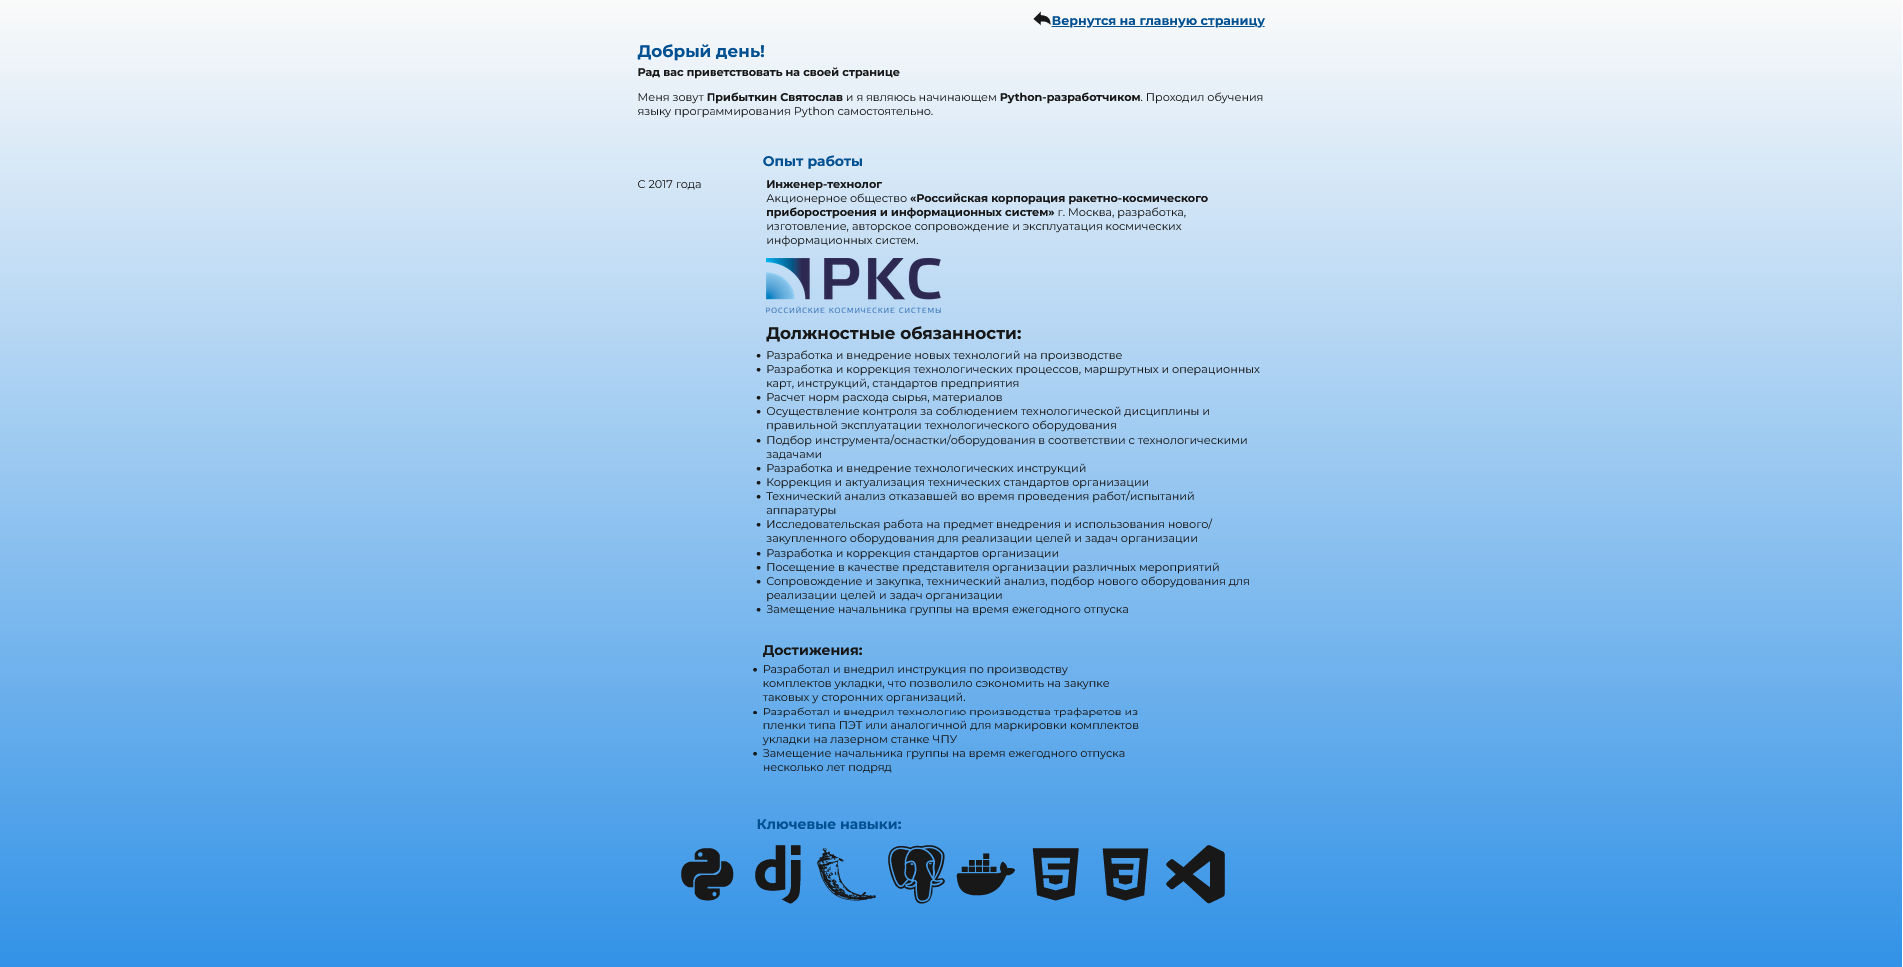 Вернутся на главную страницу
Добрый день!
Рад вас приветствовать на своей странице
Меня зовут Прибыткин Святослав и я являюсь начинающем Python-разработчиком. Проходил обучения
языку программирования Python самостоятельно.
Опыт работы
С 2017 года
Инженер-технолог
Акционерное общество «Российская корпорация ракетно-космического
приборостроения и информационных систем» г. Москва, разработка,
изготовление, авторское сопровождение и эксплуатация космических
информационных систем.
РКС
РОССИЙСКИЕ КОСМИЧЕСКИЕ СИСТЕМЫ
Должностные обязанности:
Разработка и внедрение новых технологий на производстве
Разработка и коррекция технологических процессов, маршрутных и операционных
карт, инструкций, стандартов предприятия
Расчет норм расхода сырья, материалов
Осуществление контроля за соблюдением технологической дисциплины и
правильной эксплуатации технологического оборудования
Подбор инструмента/оснастки/оборудования в соответствии с технологическими
задачами
Разработка и внедрение технологических инструкций
Коррекция и актуализация технических стандартов организации
Технический анализ отказавшей во время проведения работ/испытаний
аппаратуры
Исследовательская работа на предмет внедрения и использования нового/
закупленного оборудования для реализации целей и задач организации
Разработка и коррекция стандартов организации
Посещение в качестве представителя организации различных мероприятий
Сопровождение и закупка, технический анализ, подбор нового оборудования для
реализации целей и задач организации
Замещение начальника группы на время ежегодного отпуска
Достижения:
Разработал и внедрил инструкция по производству
комплектов укладки, что позволило сэкономить на закупке
таковых у сторонних организаций.
Разработал и внедрил технологию производства трафаретов из
пленки типа ПЭТ или аналогичной для маркировки комплектов
укладки на лазерном станке ЧПУ
Замещение начальника группы на время ежегодного отпуска
несколько лет подряд
Ключевые навыки:
dj